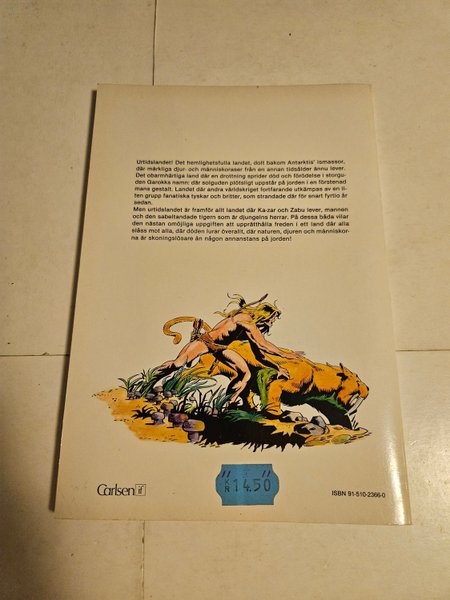 Urtidslandet! Det hemlighetsfulla landet, dolt bakom Antarktis' ismassor,
där märkliga djur- och människoraser från en annan tidsålder ännu lever.
Det obarmhärtiga land där en drottning sprider död och förödelse i storgu-
den Garokks namn: där solguden plötsligt uppstår på jorden i en förstenad
mans gestalt. Landet där andra världskriget fortfarande utkämpas av en li-
ten grupp fanatiska tyskar och britter, som strandade där för snart fyrtio år
sedan.
Men urtidslandet är framför allt landet där Ka-zar och Zabu lever, mannen
och den sabeltandade tigern som är djungelns herrar. På dessa båda vilar
den nästan omöjliga uppgiften att upprätthålla freden i ett land där alla
slåss mot alla, där döden lurar överallt, där naturen, djuren och människor-
na är skoningslösare än någon annanstans på jorden!
Carlsen if
KR 14.50
ISBN 91-510-2366-0